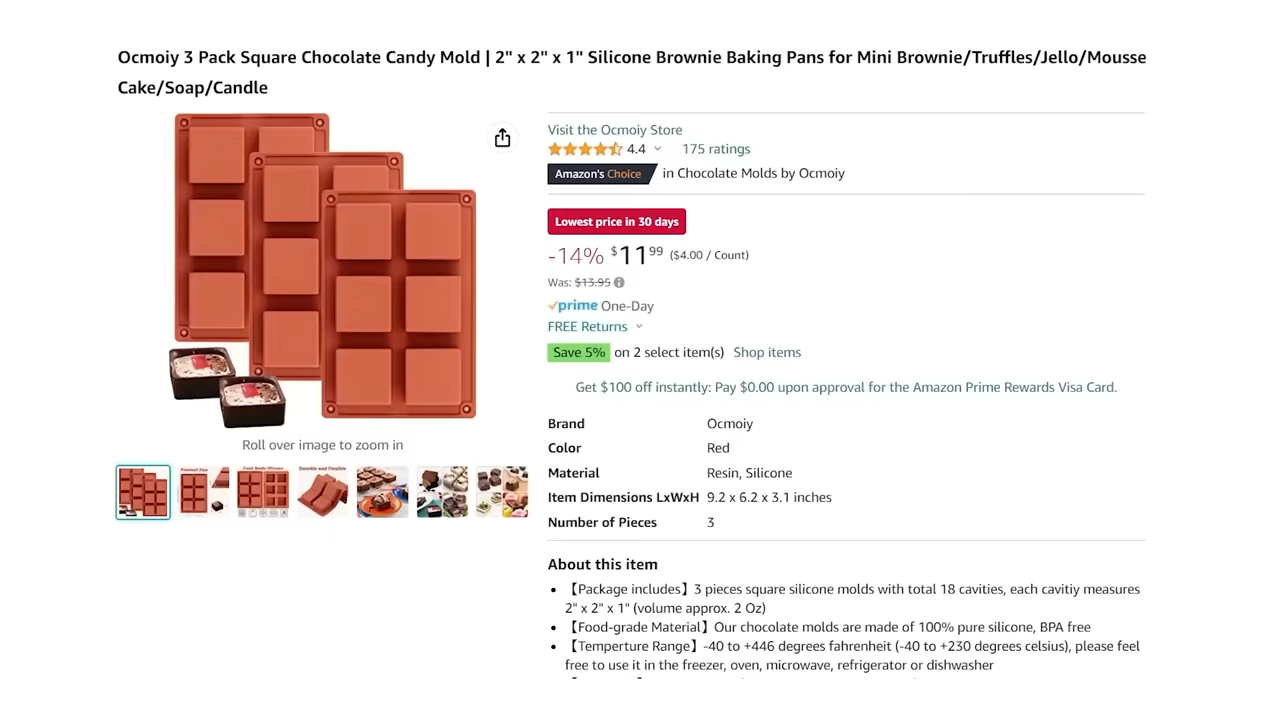 Ocmoiy 3 Pack Square Chocolate Candy Mold | 2" x 2" x 1" Silicone Brownie Baking Pans for Mini Brownie/Truffles/Jello/Mousse
Cake/Soap/Candle
Visit the Ocmoiy Store
4.4 175 ratings
Amazon's Choice in Chocolate Molds by Ocmoiy
Lowest price in 30 days
-14% $11 99 ($4.00 / Count)
Was: $13.95
prime One-Day
FREE Returns
Save 5% on 2 select item(s) Shop items
Get $100 off instantly: Pay $0.00 upon approval for the Amazon Prime Rewards Visa Card.
Roll over image to zoom in
Brand Ocmoiy
Color Red
Material Resin, Silicone
Item Dimensions LxWxH 9.2 x 6.2 x 3.1 inches
Number of Pieces 3
About this item
• 【Package includes】3 pieces square silicone molds with total 18 cavities, each cavitiy measures
2" x 2" x 1" (volume approx. 2 Oz)
• 【Food-grade Material】Our chocolate molds are made of 100% pure silicone, BPA free
• 【Temperture Range】-40 to +446 degrees fahrenheit (-40 to +230 degrees celsius), please feel
free to use it in the freezer, oven, microwave, refrigerator or dishwasher